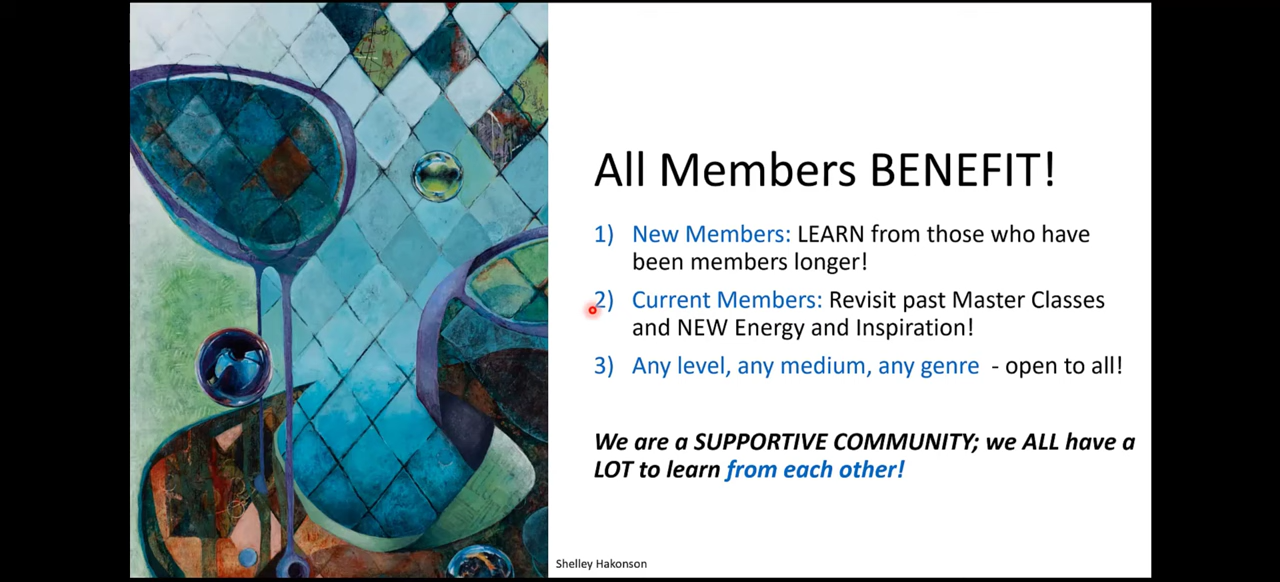 All Members BENEFIT!
1) New Members: LEARN from those who have
been members longer!
2) Current Members: Revisit past Master Classes
and NEW Energy and Inspiration!
3) Any level, any medium, any genre - open to all!
We are a SUPPORTIVE COMMUNITY; we ALL have a
LOT to learn from each other!
Shelley Hakonson